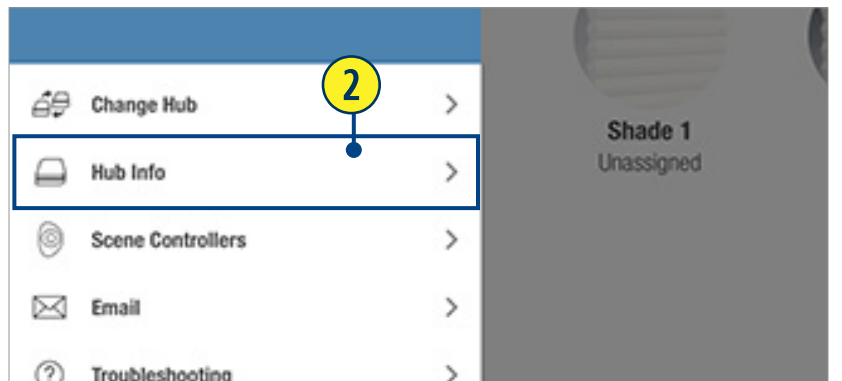 2
Change Hub
Hub Info
Scene Controllers
Email
Troubleshooting
Shade 1
Unassigned